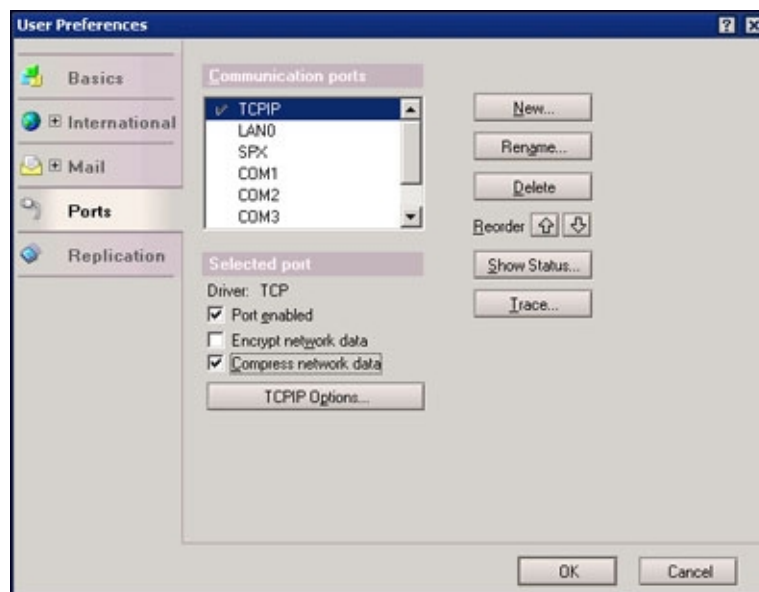 User Preferences
Basics
International
Mail
Ports
Replication
Communication ports
TCPIP
LAN0
SPX
COM1
COM2
COM3
New...
Rename...
Delete
Reorder
Show Status...
Trace...
Selected port
Driver: TCP
Port enabled
Encrypt network data
Compress network data
TCPIP Options...
OK
Cancel